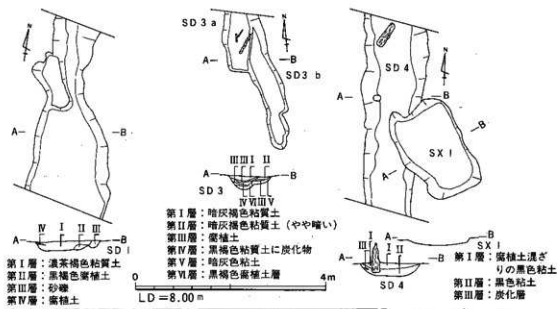 N
A
B
SD1
Ⅳ Ⅰ Ⅱ Ⅲ
第Ⅰ層：濃茶褐色粘質土
第Ⅱ層：黒褐色腐植土
第Ⅲ層：砂礫
第Ⅳ層：腐植土
SD3a
N
SD3b
A
B
Ⅲ Ⅲ Ⅰ Ⅱ
SD3
Ⅳ Ⅵ Ⅲ Ⅴ
第Ⅰ層：暗灰褐色粘質土
第Ⅱ層：暗灰褐色粘質土（やや暗い）
第Ⅲ層：腐植土
第Ⅳ層：黒褐色粘質土に炭化物
第Ⅴ層：暗灰色粘土
第Ⅵ層：黒褐色腐植土層
0
4m
LD=8.00m
N
SD4
A
B
B
A
SX1
SX1
Ⅲ Ⅰ Ⅰ Ⅱ
SD4
第Ⅰ層：腐植土混ざ
りの黒色粘土
第Ⅱ層：黒色粘土
第Ⅲ層：炭化層